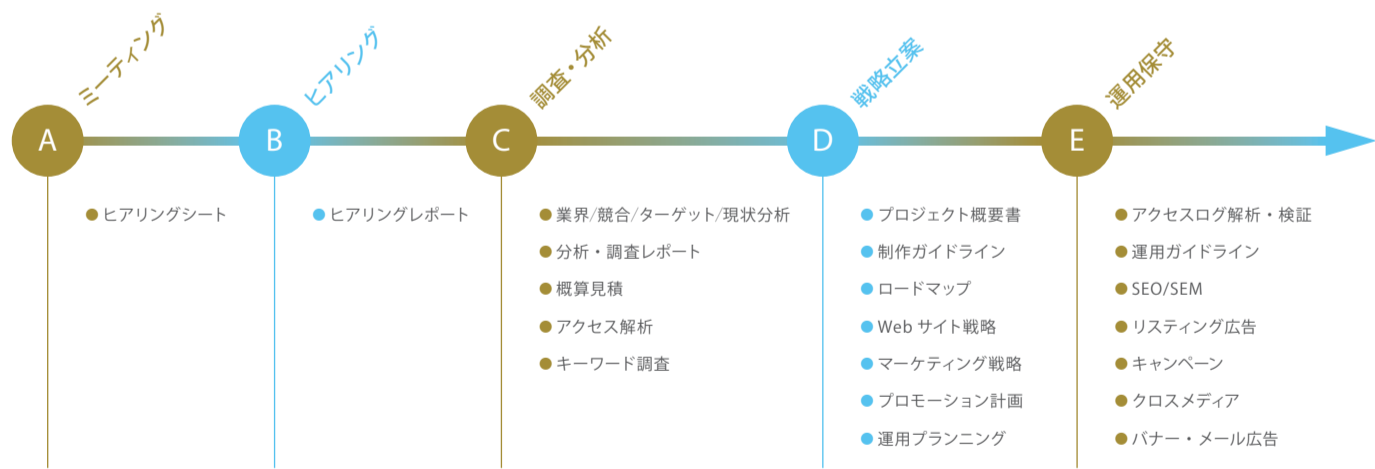 ミーティング
ヒアリング
調査・分析
戦略立案
運用保守
A
B
C
D
E
ヒアリングシート
ヒアリングレポート
業界/競合/ターゲット/現状分析
分析・調査レポート
概算見積
アクセス解析
キーワード調査
プロジェクト概要書
制作ガイドライン
ロードマップ
Web サイト戦略
マーケティング戦略
プロモーション計画
運用プランニング
アクセスログ解析・検証
運用ガイドライン
SEO/SEM
リスティング広告
キャンペーン
クロスメディア
バナー・メール広告